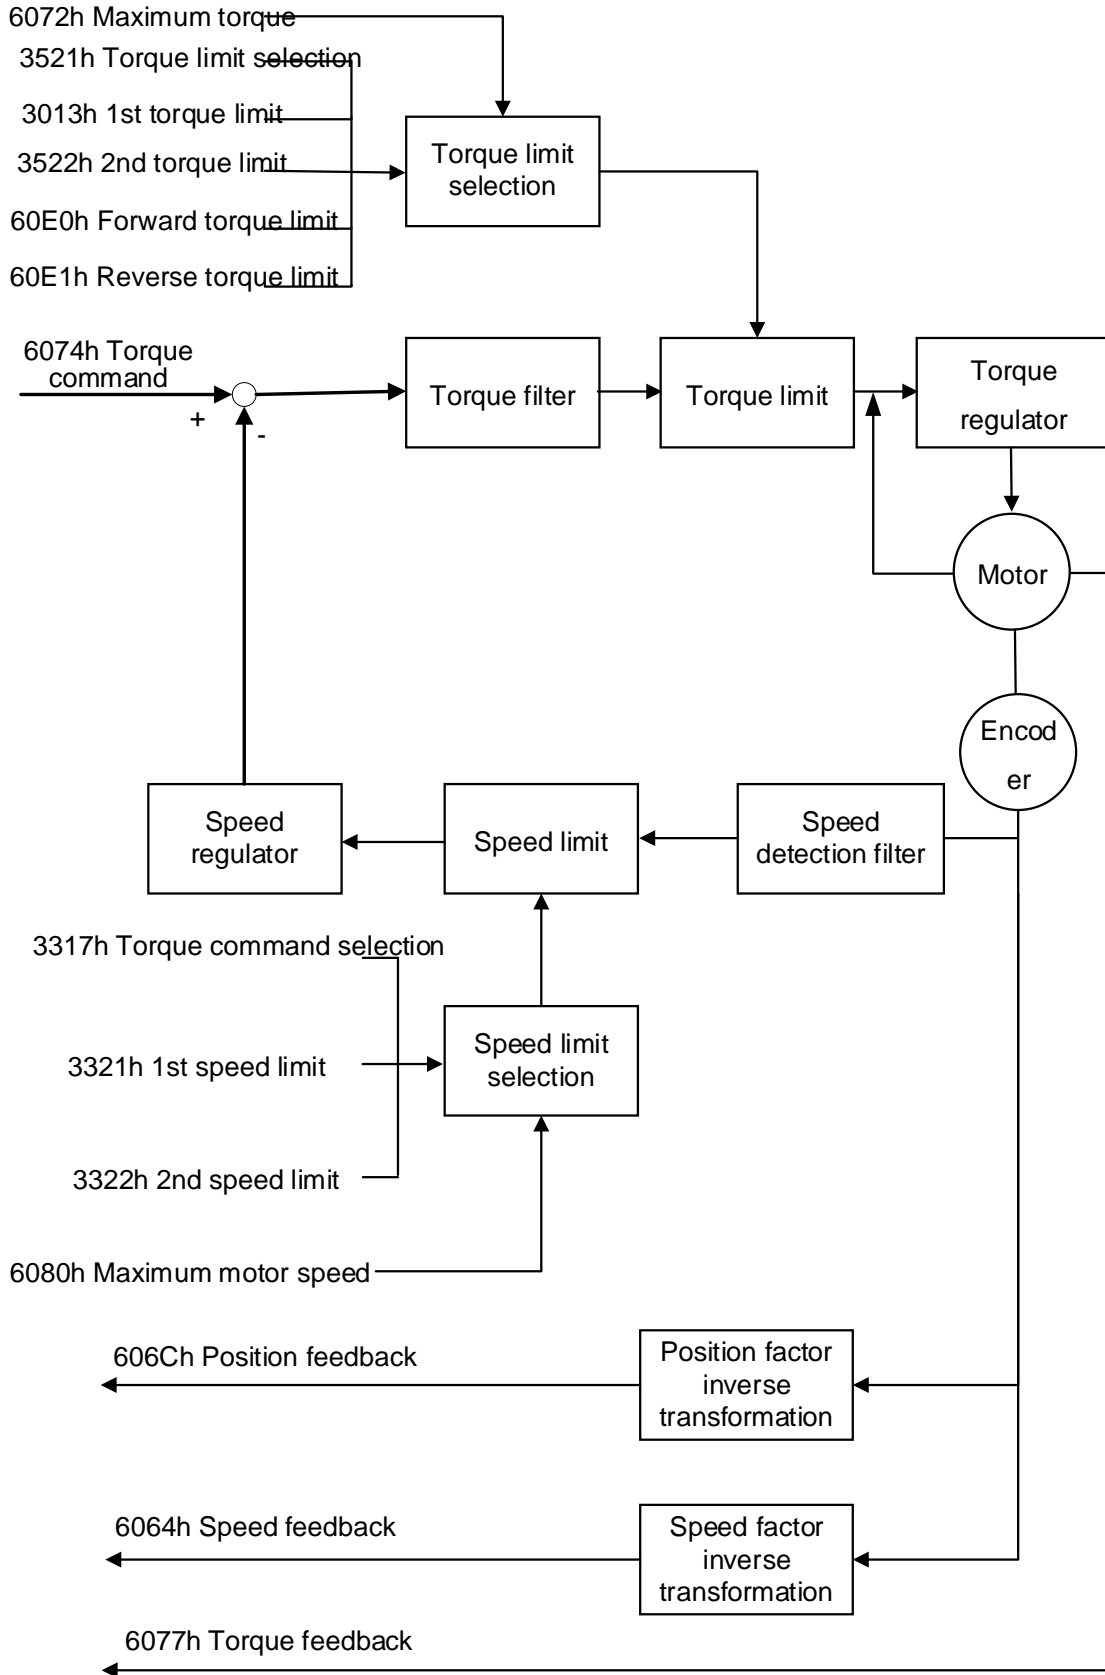 6072h Maximum torque
3521h Torque limit selection
3013h 1st torque limit
3522h 2nd torque limit
60E0h Forward torque limit
60E1h Reverse torque limit
Torque limit
selection
6074h Torque
command
+
-
Torque filter
Torque limit
Torque
regulator
Motor
Encod
er
Speed
regulator
Speed limit
Speed
detection filter
3317h Torque command selection
3321h 1st speed limit
Speed limit
selection
3322h 2nd speed limit
6080h Maximum motor speed
606Ch Position feedback
Position factor
inverse
transformation
6064h Speed feedback
Speed factor
inverse
transformation
6077h Torque feedback